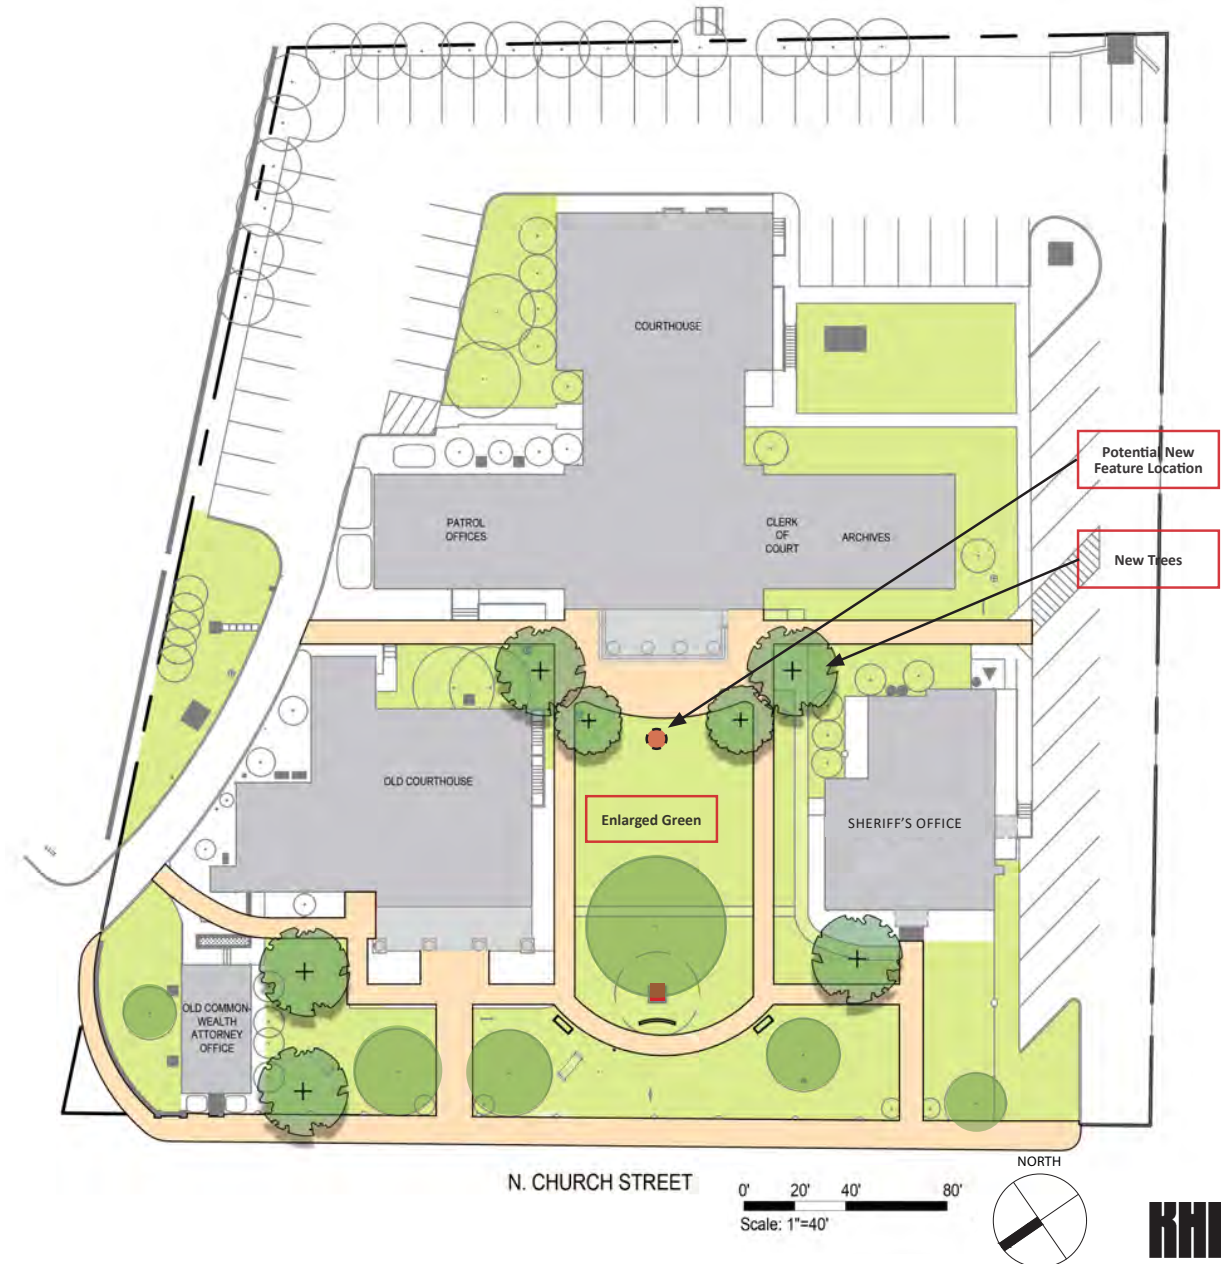 COURTHOUSE
Potential New
Feature Location
PATROL
OFFICES
CLERK
OF
COURT
ARCHIVES
New Trees
OLD COURTHOUSE
Enlarged Green
SHERIFF'S OFFICE
OLD COMMON-
WEALTH
ATTORNEY
OFFICE
N. CHURCH STREET
NORTH
0' 20' 40' 80'
Scale: 1"=40'
KHI